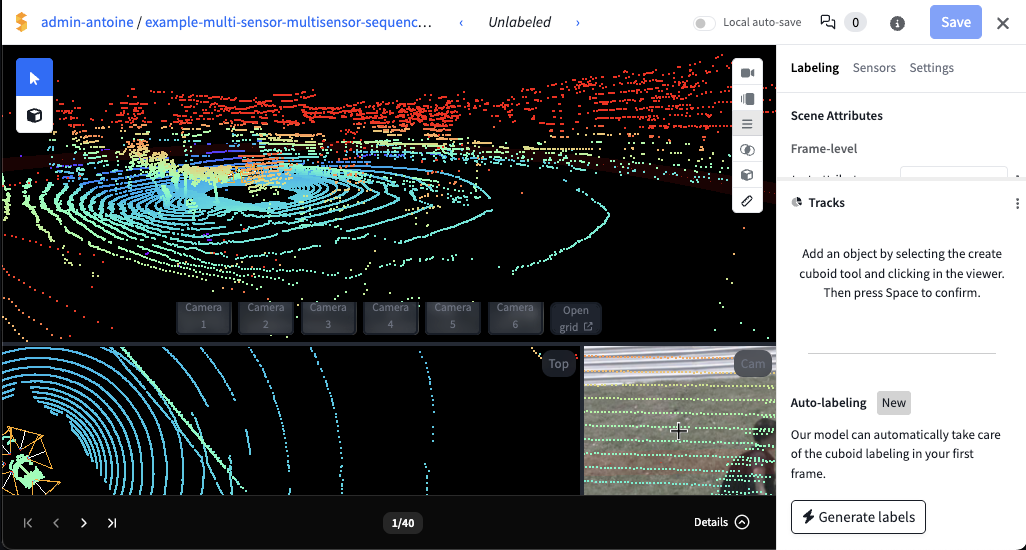 admin-antoine / example-multi-sensor-multisensor-sequenc...
Unlabeled
Local auto-save
0
Save
Labeling
Sensors
Settings
Scene Attributes
Frame-level
Tracks
Add an object by selecting the create
cuboid tool and clicking in the viewer.
Then press Space to confirm.
Camera
1
Camera
2
Camera
3
Camera
4
Camera
5
Camera
6
Open
grid
Top
Cam
Auto-labeling
New
Our model can automatically take care
of the cuboid labeling in your first
frame.
Generate labels
1/40
Details